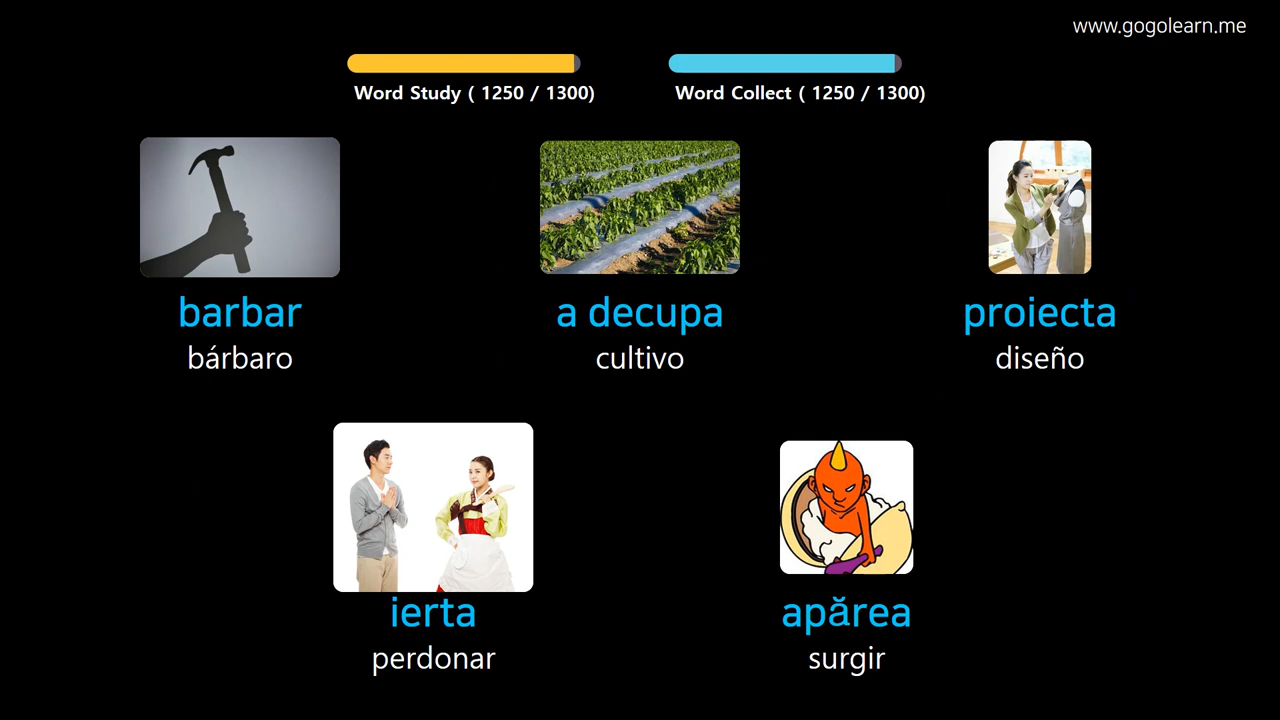 www.gogolearn.me
Word Study ( 1250 / 1300)
Word Collect ( 1250 / 1300)
barbar
a decupa
proiecta
bárbaro
cultivo
diseño
ierta
apărea
perdonar
surgir